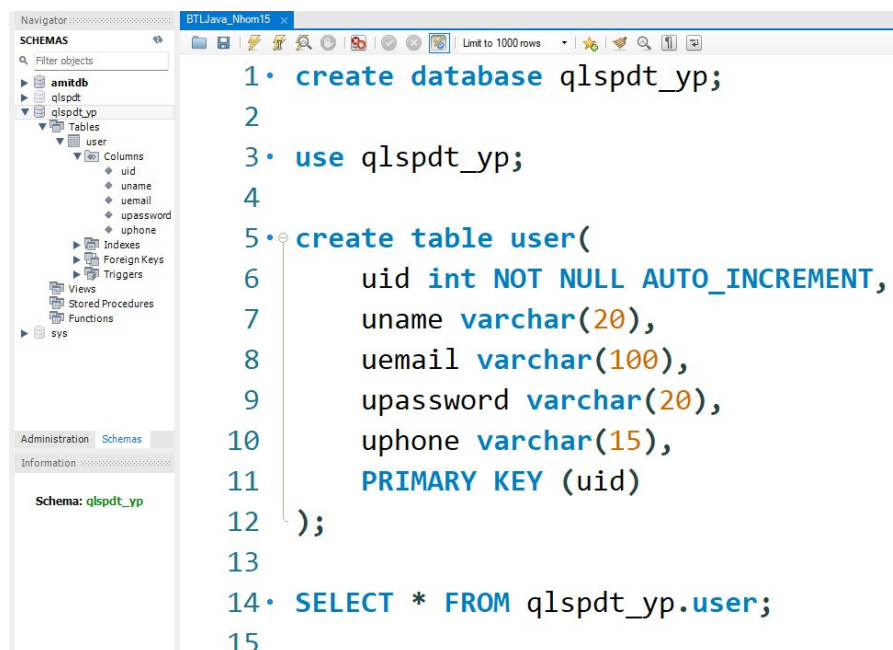 Navigator
SCHEMAS
Filter objects
amitdb
qlspdt
qlspdt_yp
Tables
user
Columns
uid
uname
uemail
upassword
uphone
Indexes
Foreign Keys
Triggers
Views
Stored Procedures
Functions
sys
Administration Schemas
Information
Schema: qlspdt_yp
BTLJava_Nhom15
Limit to 1000 rows
1 create database qlspdt_yp;
2
3 use qlspdt_yp;
4
5 create table user(
6 uid int NOT NULL AUTO_INCREMENT,
7 uname varchar(20),
8 uemail varchar(100),
9 upassword varchar(20),
10 uphone varchar(15),
11 PRIMARY KEY (uid)
12 );
13
14 SELECT * FROM qlspdt_yp.user;
15